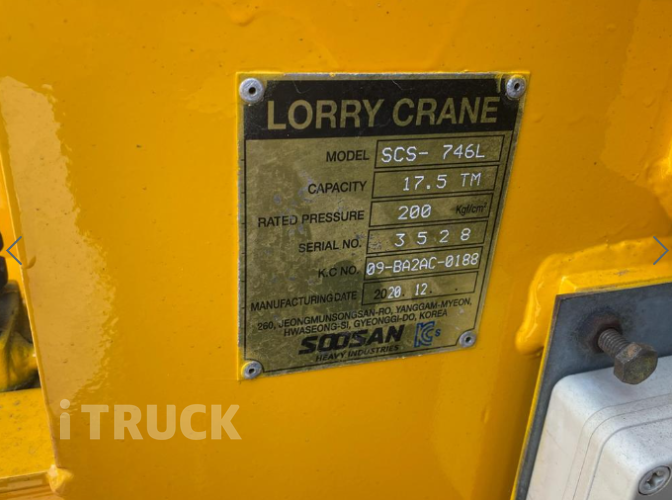 LORRY CRANE
MODEL SCS- 746L
CAPACITY 17.5 TM
RATED PRESSURE 200 Kgf/cm²
SERIAL NO. 3528
K.C NO. 09-BA2AC-0188
MANUFACTURING DATE 2020.12.
260, JEONGMUNSONGSAN-RO, YANGGAM-MYEON,
HWASEONG-SI, GYEONGGI-DO, KOREA
SOOSAN KCs
HEAVY INDUSTRIES
iTRUCK